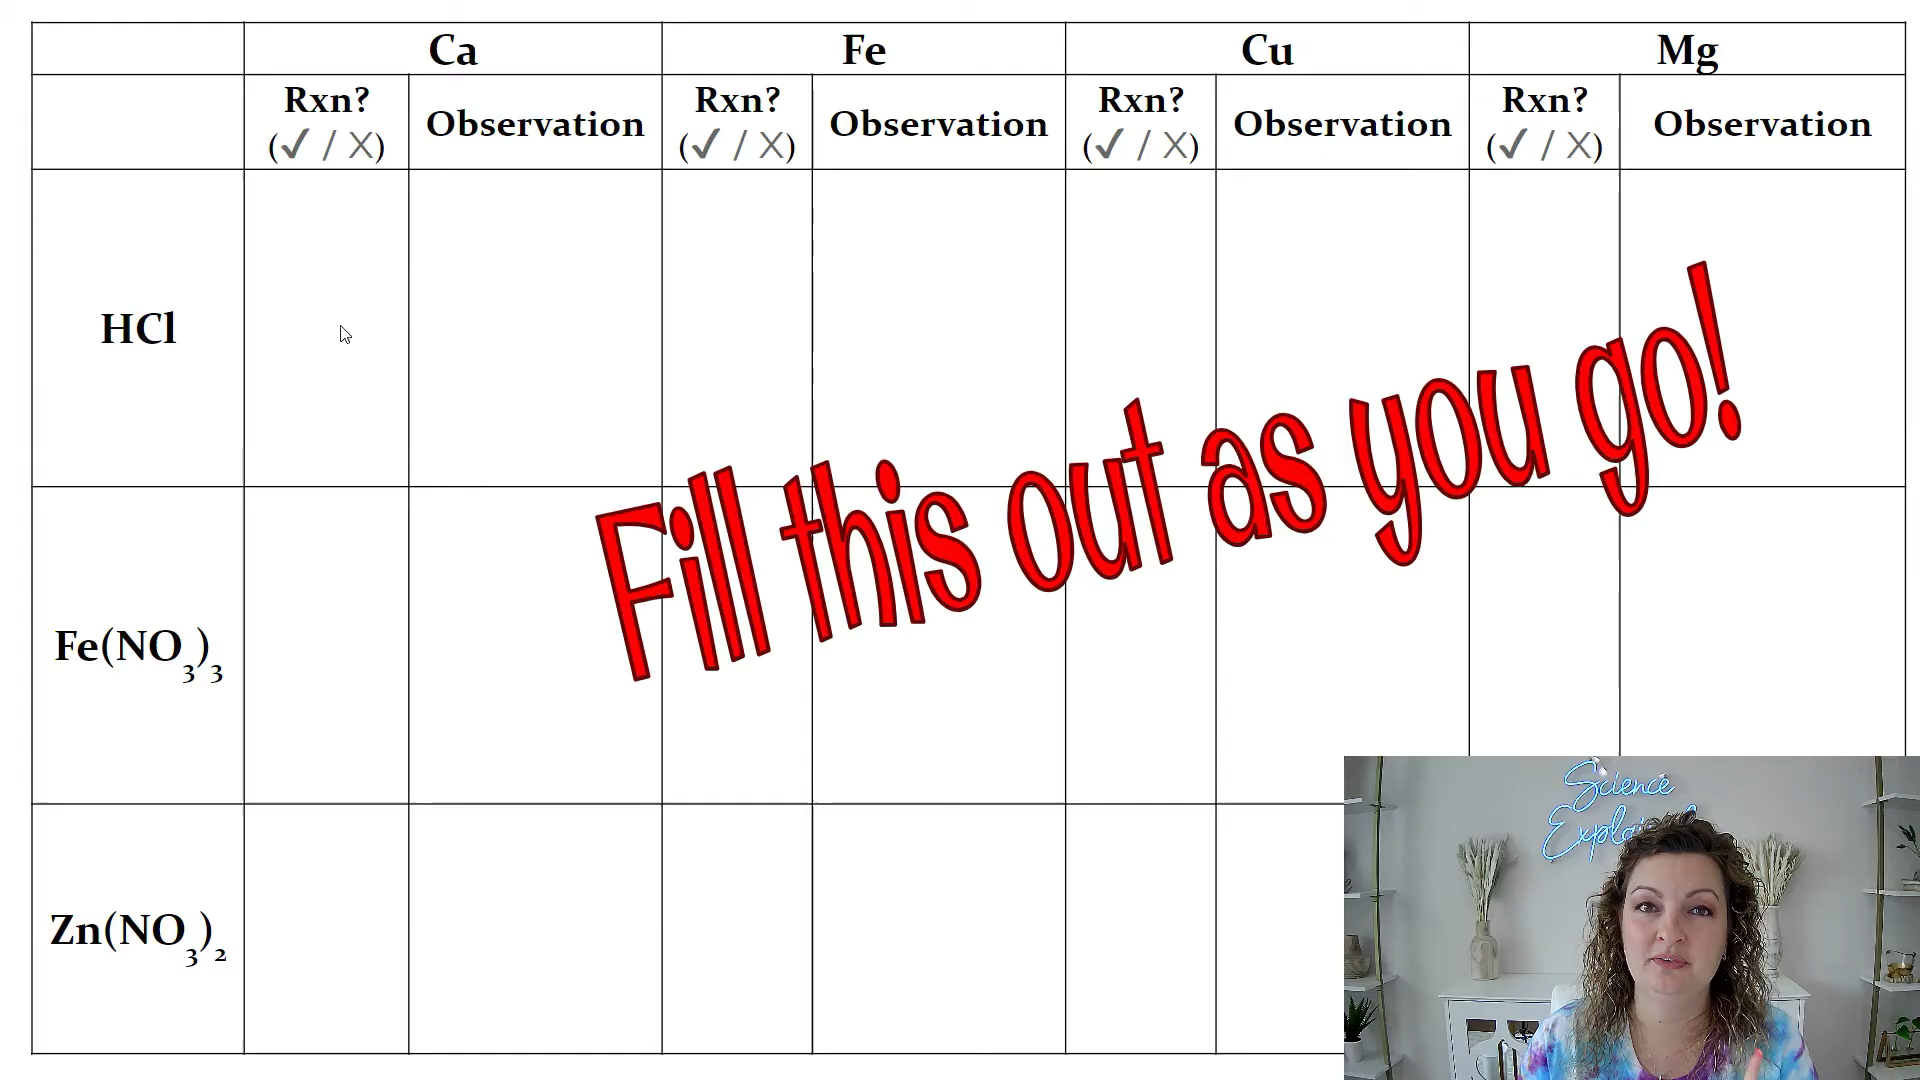 Ca Fe Cu Mg
Rxn? Observation Rxn? Observation Rxn? Observation Rxn? Observation
(✓ / X) (✓ / X) (✓ / X) (✓ / X)
HCl
Fill this out as you go!
Fe(NO₃)₃
Zn(NO₃)₂
Science